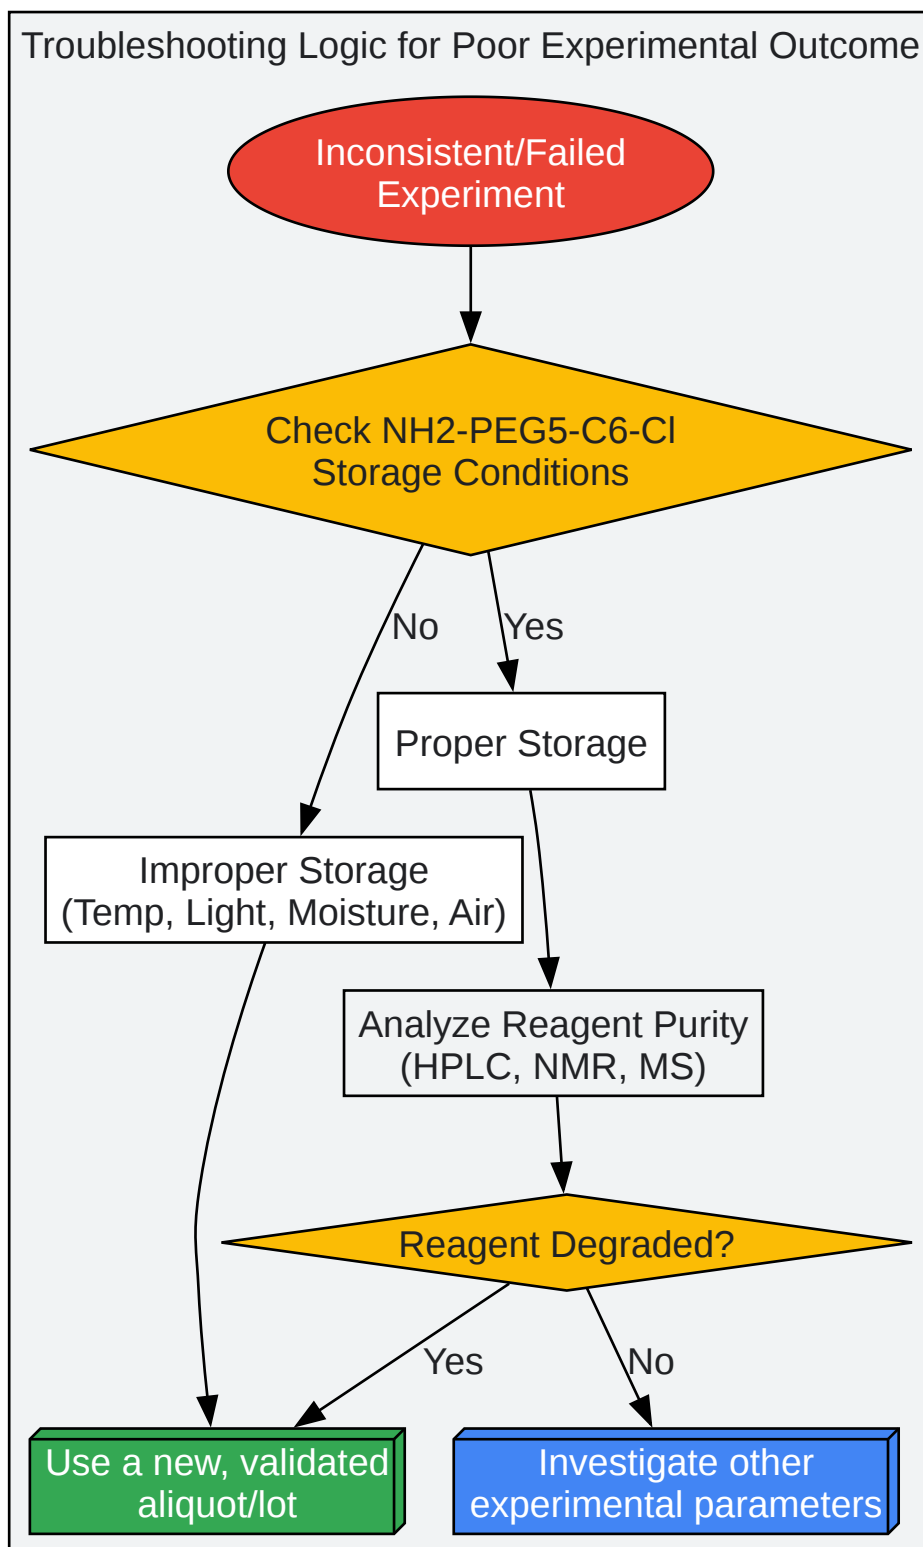 Troubleshooting Logic for Poor Experimental Outcome
Inconsistent/Failed
Experiment
Check NH2-PEG5-C6-Cl
Storage Conditions
No
Yes
Proper Storage
Improper Storage
(Temp, Light, Moisture, Air)
Analyze Reagent Purity
(HPLC, NMR, MS)
Reagent Degraded?
Yes
No
Use a new, validated
aliquot/lot
Investigate other
experimental parameters